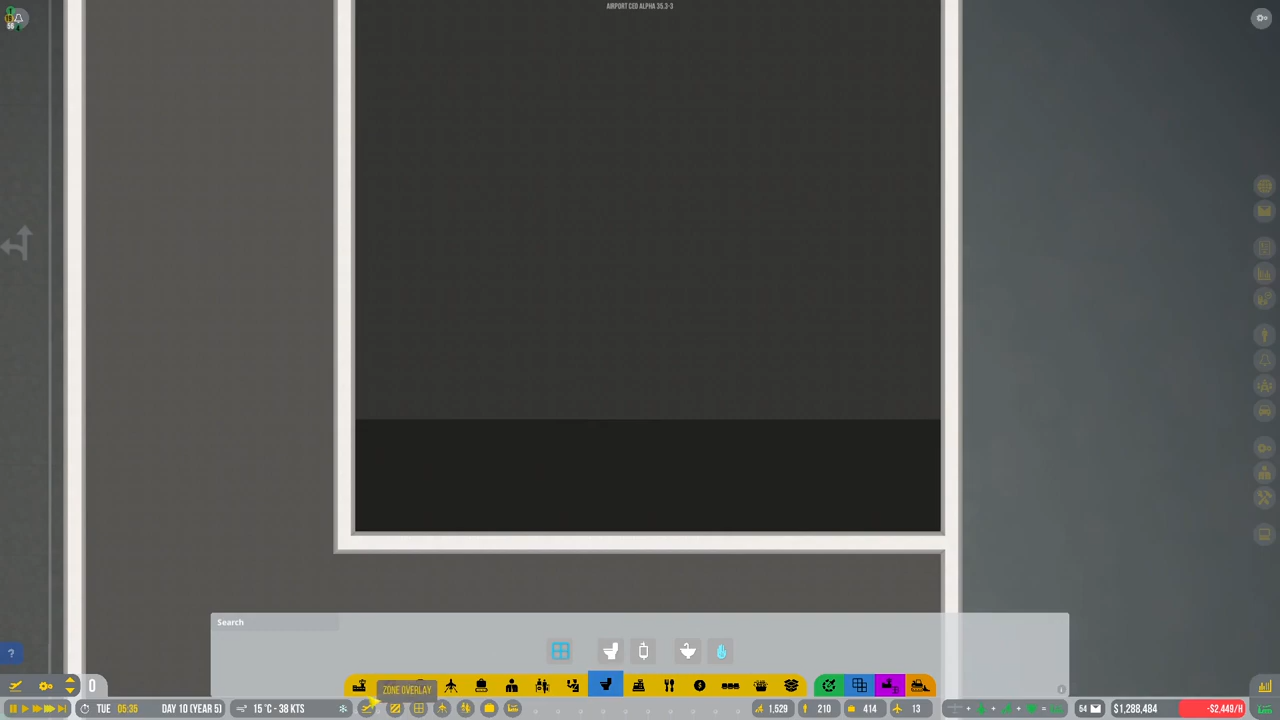 AIRPORT CEO ALPHA 35.3-3
Search
ZONE OVERLAY
0
TUE 05:35 DAY 10 (YEAR 5) 15°C - 38 KTS 1,529 210 414 13 54 $1,288,484 -$2,449/H
?